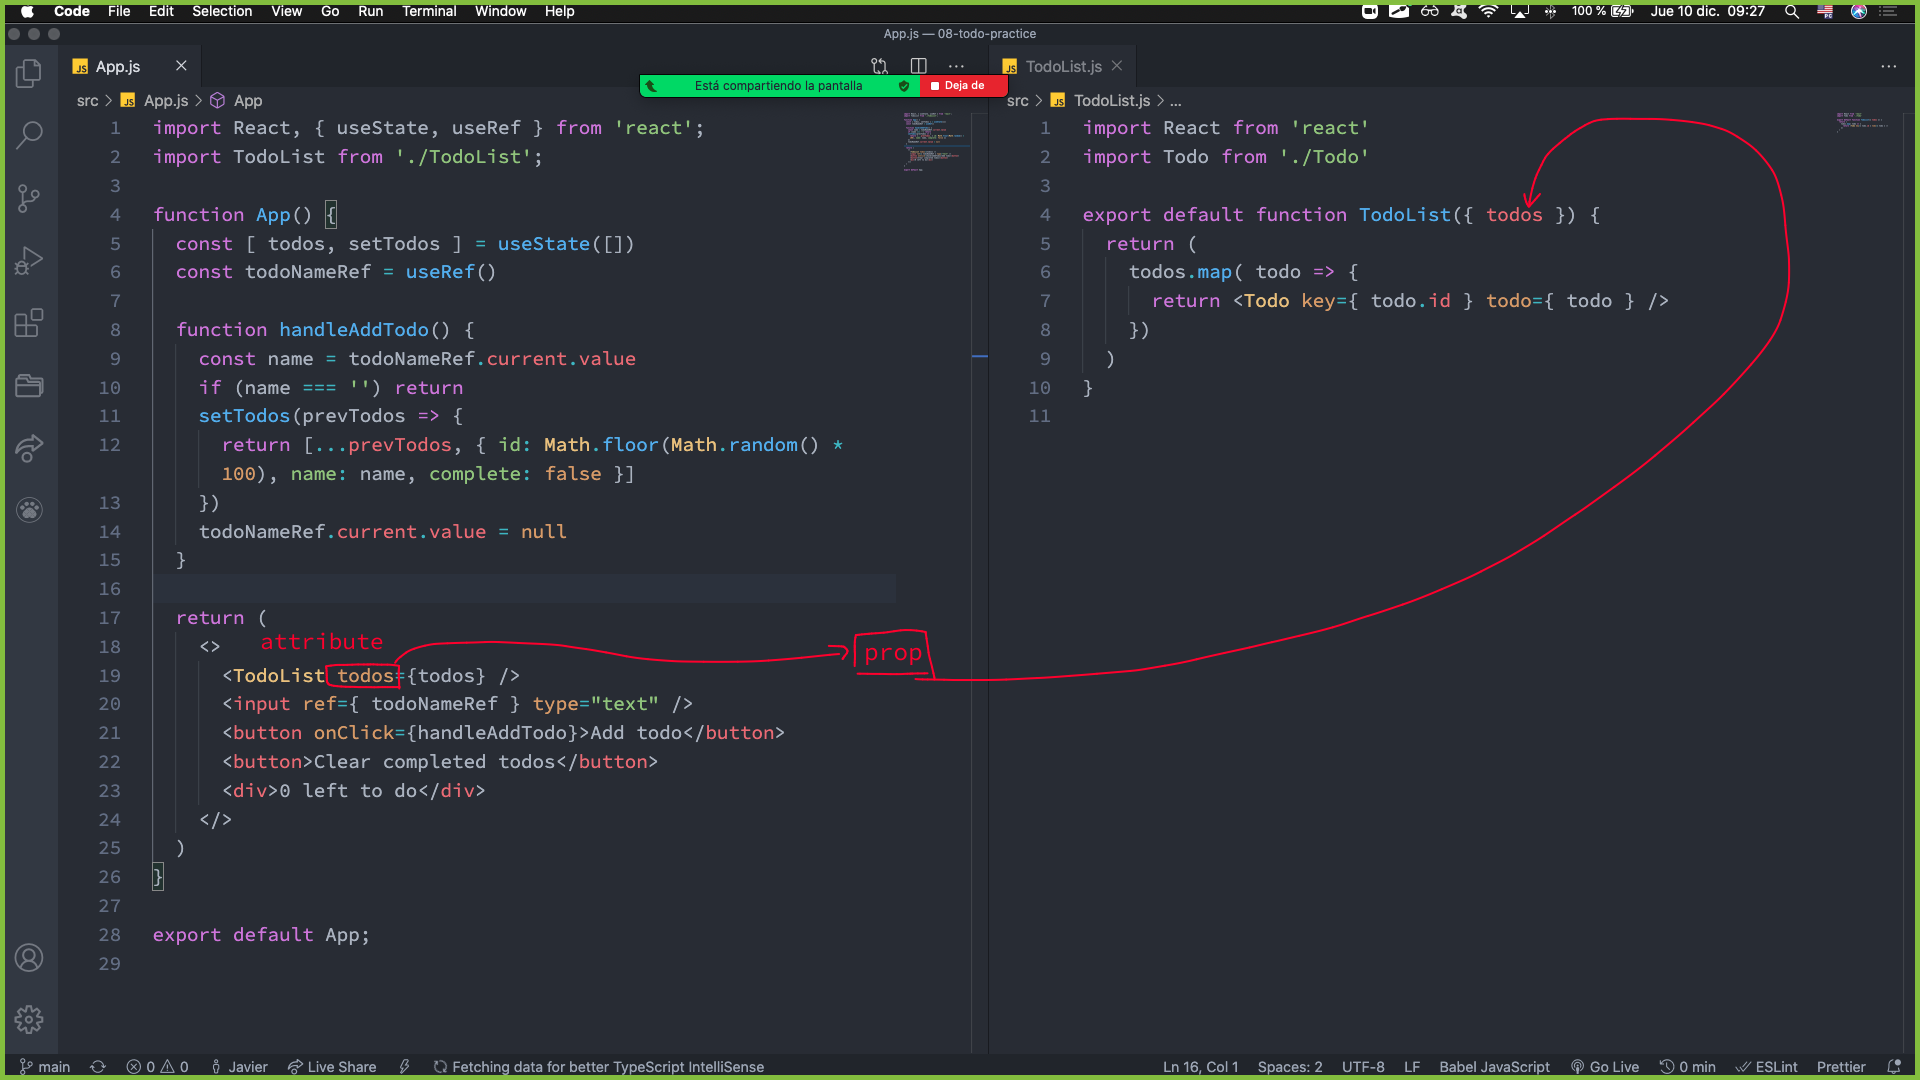 Code File Edit Selection View Go Run Terminal Window Help 100 % Jue 10 dic. 09:27
App.js — 08-todo-practice
App.js
Está compartiendo la pantalla Deja de
src > App.js > App
1 import React, { useState, useRef } from 'react';
2 import TodoList from './TodoList';
3
4 function App() {
5 const [ todos, setTodos ] = useState([])
6 const todoNameRef = useRef()
7
8 function handleAddTodo() {
9 const name = todoNameRef.current.value
10 if (name === '') return
11 setTodos(prevTodos => {
12 return [...prevTodos, { id: Math.floor(Math.random() *
100), name: name, complete: false }]
13 })
14 todoNameRef.current.value = null
15 }
16
17 return (
18 <>
attribute
prop
19 <TodoList todos={todos} />
20 <input ref={ todoNameRef } type="text" />
21 <button onClick={handleAddTodo}>Add todo</button>
22 <button>Clear completed todos</button>
23 <div>0 left to do</div>
24 </>
25 )
26 }
27
28 export default App;
29
TodoList.js
src > TodoList.js > ...
1 import React from 'react'
2 import Todo from './Todo'
3
4 export default function TodoList({ todos }) {
5 return (
6 todos.map( todo => {
7 return <Todo key={ todo.id } todo={ todo } />
8 })
9 )
10 }
11
main 0 0 Javier Live Share Fetching data for better TypeScript IntelliSense Ln 16, Col 1 Spaces: 2 UTF-8 LF Babel JavaScript Go Live 0 min ESLint Prettier